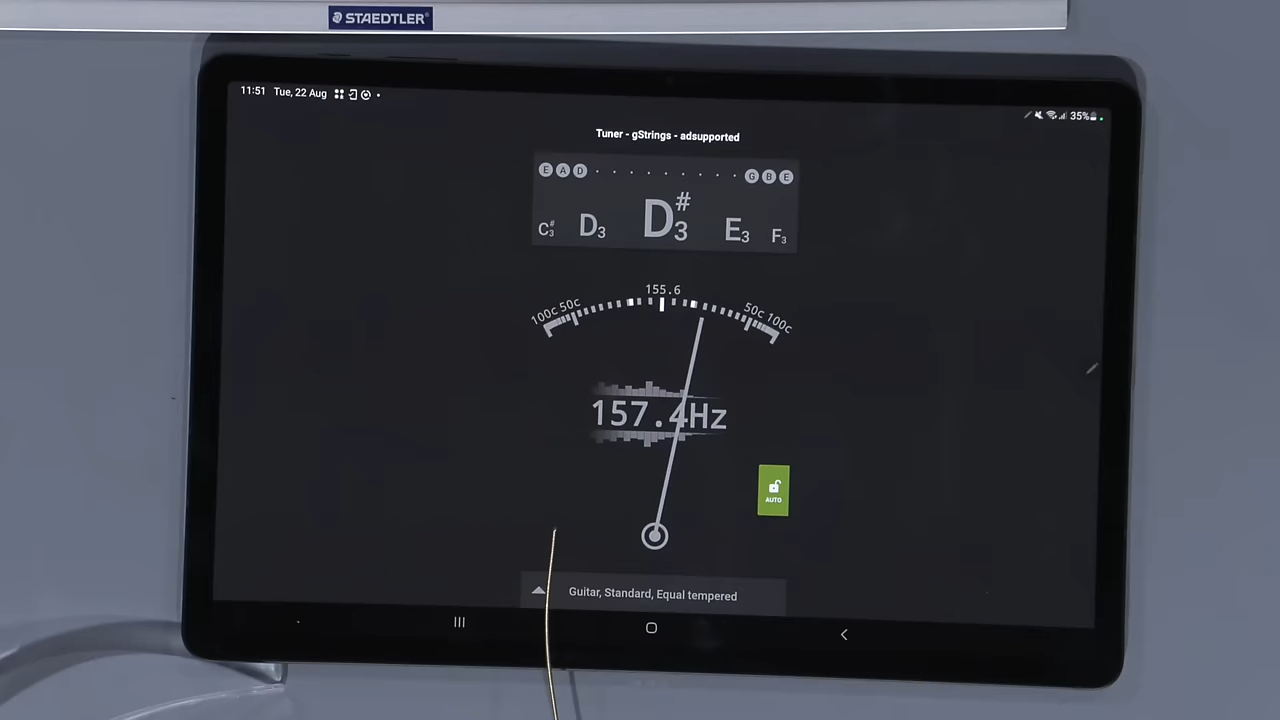 STAEDTLER®
11:51 Tue, 22 Aug
35%
Tuner - gStrings - adsupported
E A D G B E
C#3 D3 D#3 E3 F3
155.6
100c 50c 50c 100c
157.4Hz
AUTO
Guitar, Standard, Equal tempered